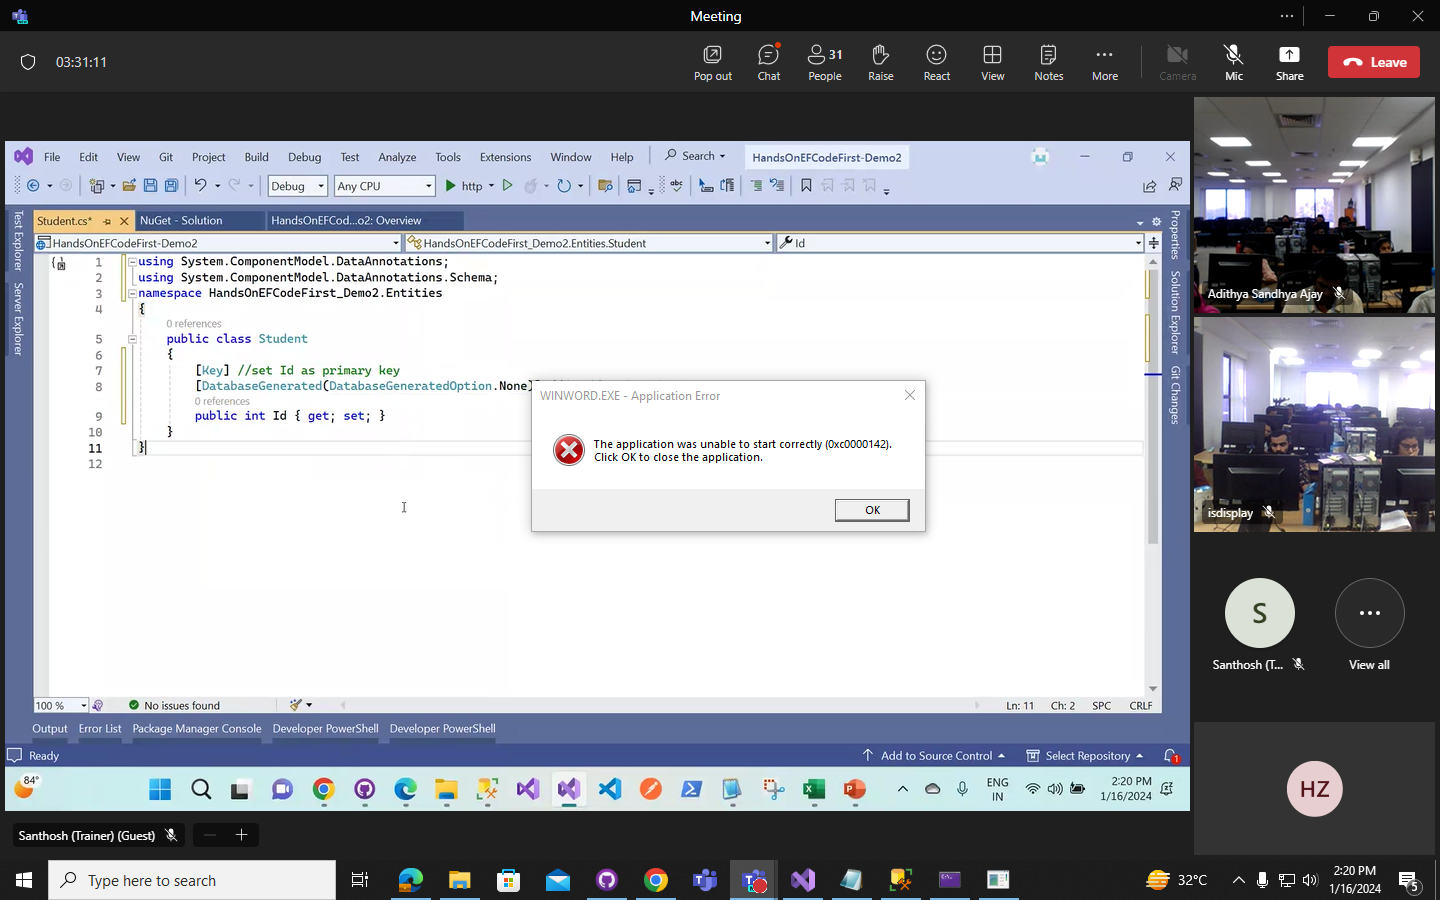 Meeting
03:31:11
Pop out
Chat
31
People
Raise
React
View
Notes
More
Camera
Mic
Share
Leave
File Edit View Git Project Build Debug Test Analyze Tools Extensions Window Help Search HandsOnEFCodeFirst-Demo2
Debug Any CPU http
Student.cs* NuGet - Solution HandsOnEFCod...o2: Overview
HandsOnEFCodeFirst-Demo2 HandsOnEFCodeFirst_Demo2.Entities.Student Id
Test Explorer
Server Explorer
1 using System.ComponentModel.DataAnnotations;
2 using System.ComponentModel.DataAnnotations.Schema;
3 namespace HandsOnEFCodeFirst_Demo2.Entities
4 {
0 references
5 public class Student
6 {
7 [Key] //set Id as primary key
8 [DatabaseGenerated(DatabaseGeneratedOption.None)
0 references
9 public int Id { get; set; }
10 }
11 }
12
WINWORD.EXE - Application Error
The application was unable to start correctly (0xc0000142).
Click OK to close the application.
OK
Properties
Solution Explorer
Git Changes
100 % No issues found Ln: 11 Ch: 2 SPC CRLF
Output Error List Package Manager Console Developer PowerShell Developer PowerShell
Ready Add to Source Control Select Repository 1
84°
ENG
IN
2:20 PM
1/16/2024
Adithya Sandhya Ajay
isdisplay
S
Santhosh (T...
View all
HZ
Santhosh (Trainer) (Guest)
Type here to search
32°C
2:20 PM
1/16/2024
5